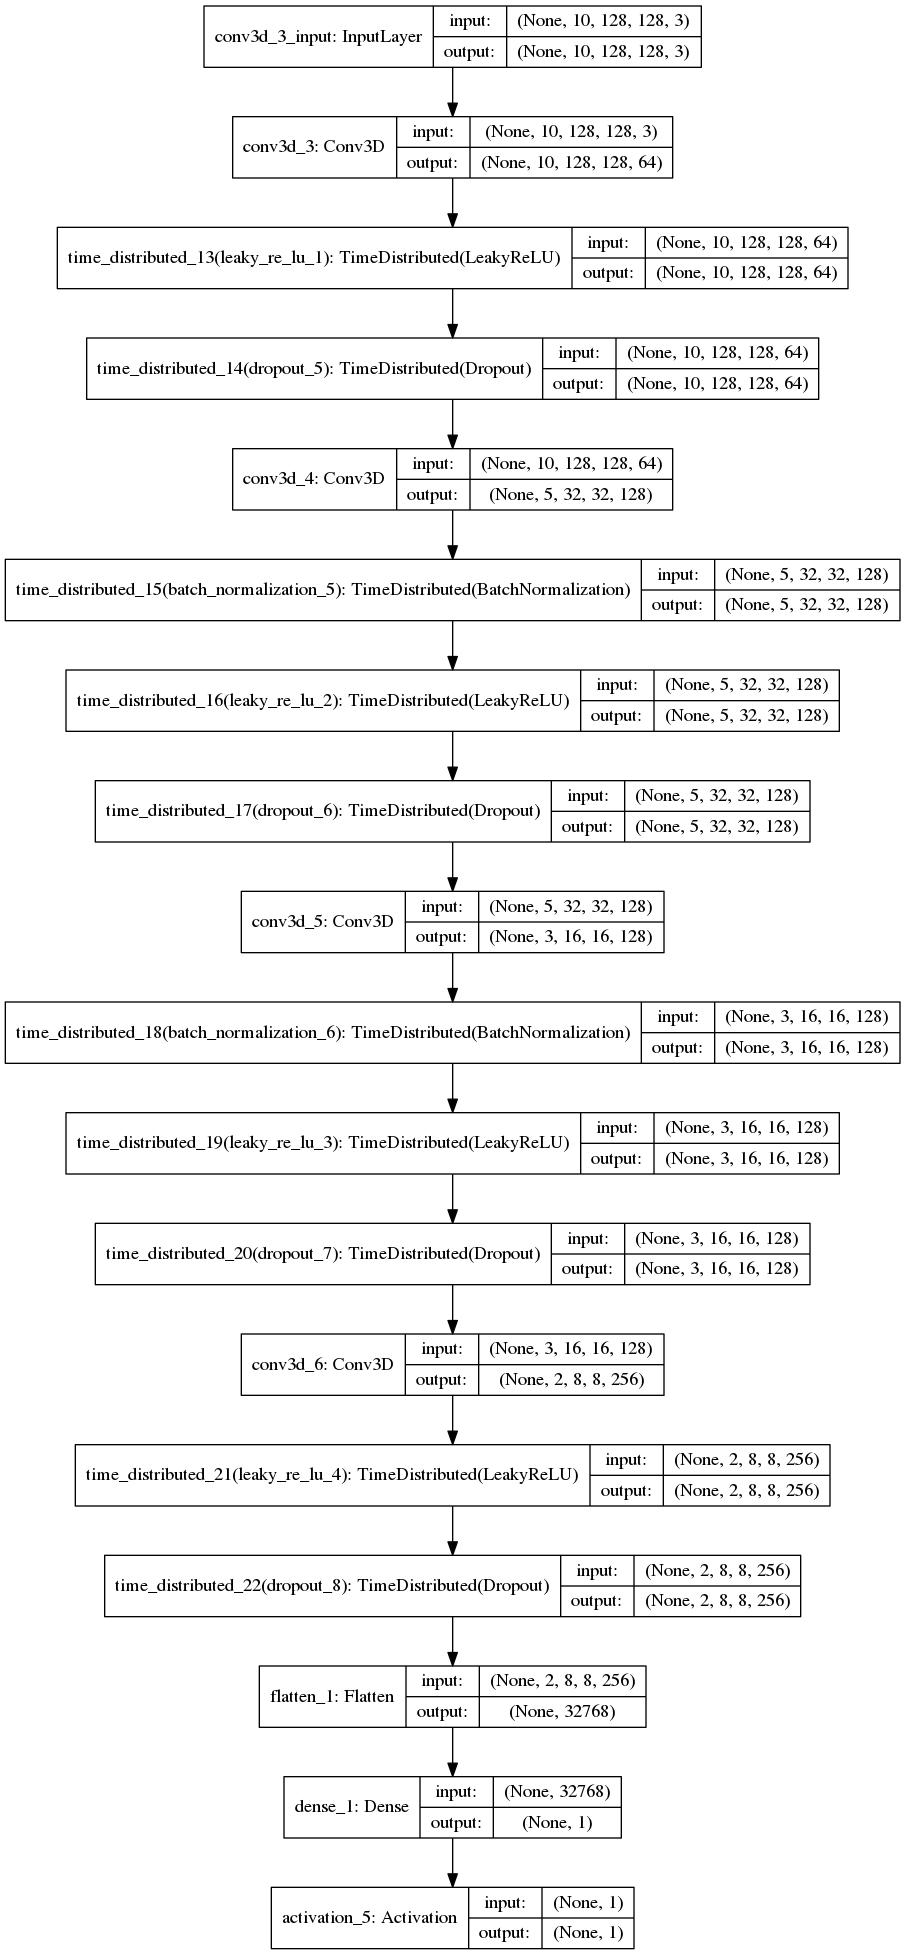 conv3d_3_input: InputLayer
input: (None, 10, 128, 128, 3)
output: (None, 10, 128, 128, 3)
conv3d_3: Conv3D
input: (None, 10, 128, 128, 3)
output: (None, 10, 128, 128, 64)
time_distributed_13(leaky_re_lu_1): TimeDistributed(LeakyReLU)
input: (None, 10, 128, 128, 64)
output: (None, 10, 128, 128, 64)
time_distributed_14(dropout_5): TimeDistributed(Dropout)
input: (None, 10, 128, 128, 64)
output: (None, 10, 128, 128, 64)
conv3d_4: Conv3D
input: (None, 10, 128, 128, 64)
output: (None, 5, 32, 32, 128)
time_distributed_15(batch_normalization_5): TimeDistributed(BatchNormalization)
input: (None, 5, 32, 32, 128)
output: (None, 5, 32, 32, 128)
time_distributed_16(leaky_re_lu_2): TimeDistributed(LeakyReLU)
input: (None, 5, 32, 32, 128)
output: (None, 5, 32, 32, 128)
time_distributed_17(dropout_6): TimeDistributed(Dropout)
input: (None, 5, 32, 32, 128)
output: (None, 5, 32, 32, 128)
conv3d_5: Conv3D
input: (None, 5, 32, 32, 128)
output: (None, 3, 16, 16, 128)
time_distributed_18(batch_normalization_6): TimeDistributed(BatchNormalization)
input: (None, 3, 16, 16, 128)
output: (None, 3, 16, 16, 128)
time_distributed_19(leaky_re_lu_3): TimeDistributed(LeakyReLU)
input: (None, 3, 16, 16, 128)
output: (None, 3, 16, 16, 128)
time_distributed_20(dropout_7): TimeDistributed(Dropout)
input: (None, 3, 16, 16, 128)
output: (None, 3, 16, 16, 128)
conv3d_6: Conv3D
input: (None, 3, 16, 16, 128)
output: (None, 2, 8, 8, 256)
time_distributed_21(leaky_re_lu_4): TimeDistributed(LeakyReLU)
input: (None, 2, 8, 8, 256)
output: (None, 2, 8, 8, 256)
time_distributed_22(dropout_8): TimeDistributed(Dropout)
input: (None, 2, 8, 8, 256)
output: (None, 2, 8, 8, 256)
flatten_1: Flatten
input: (None, 2, 8, 8, 256)
output: (None, 32768)
dense_1: Dense
input: (None, 32768)
output: (None, 1)
activation_5: Activation
input: (None, 1)
output: (None, 1)